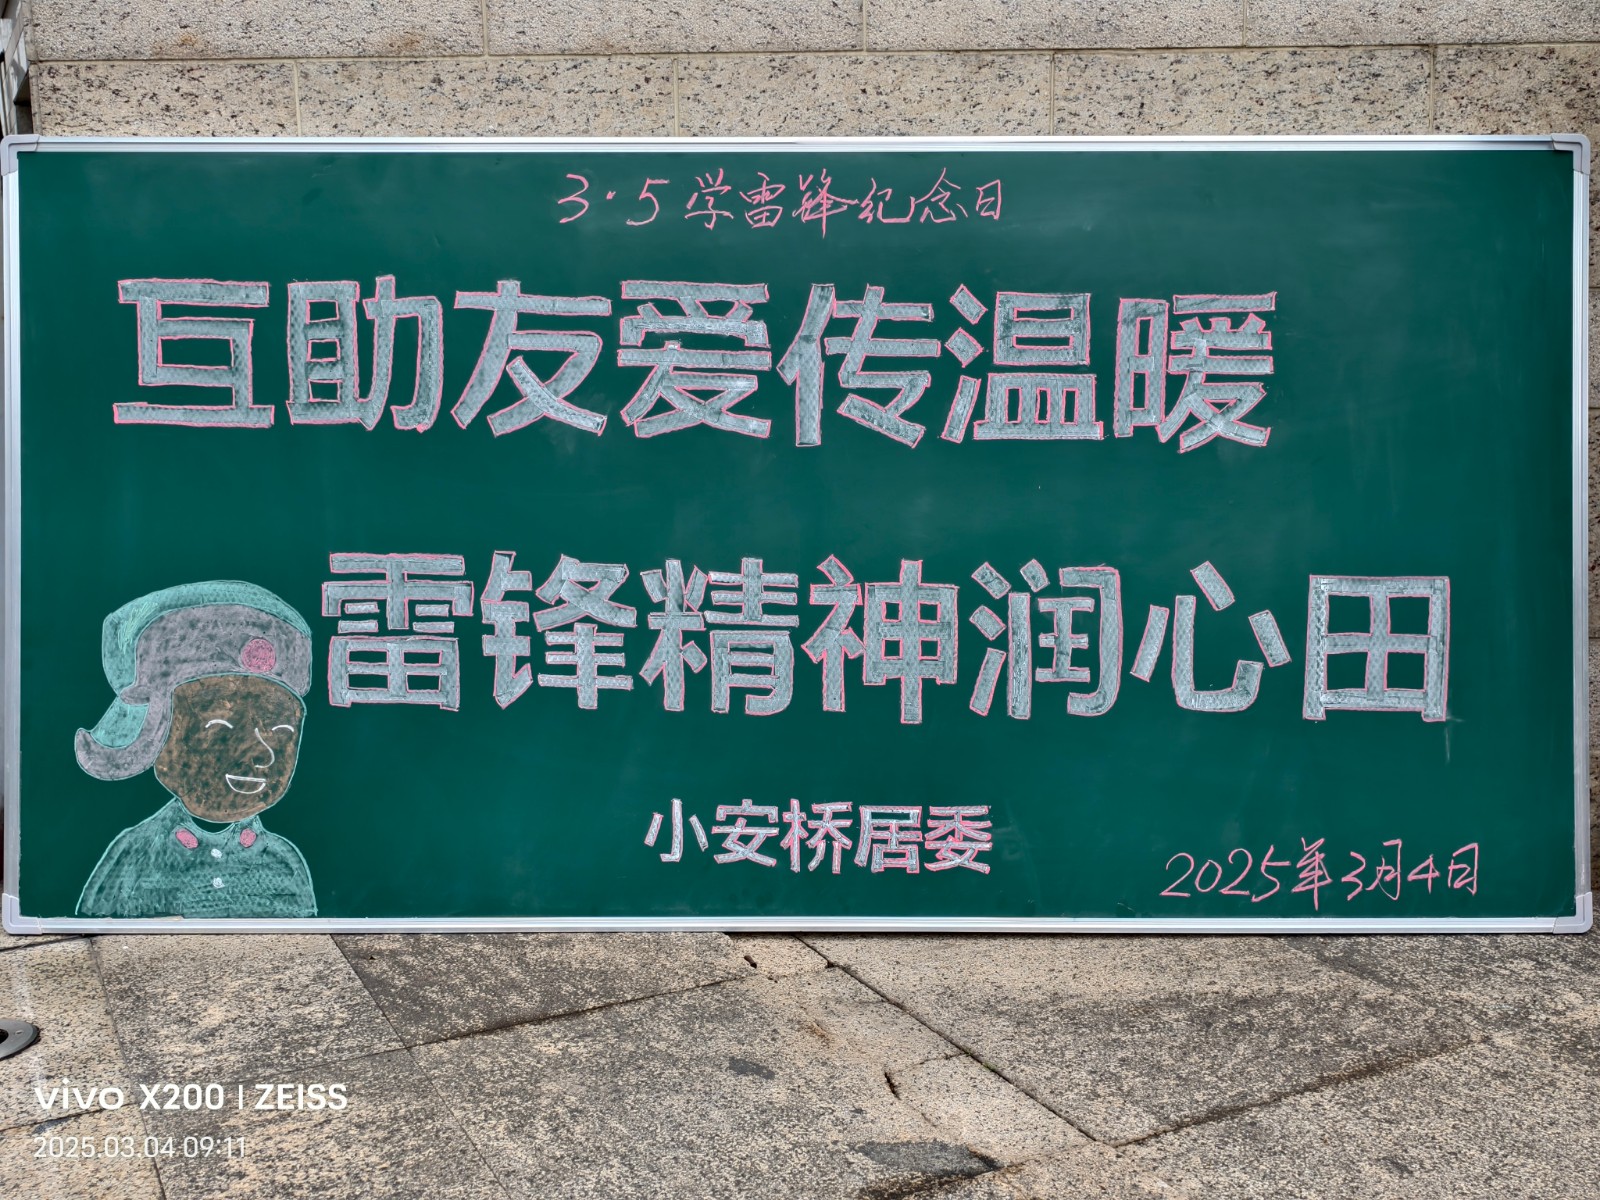 3·5学雷锋纪念日
互助友爱传温暖
雷锋精神润心田
小安桥居委
2025年3月4日
vivo X200 | ZEISS
2025.03.04 09:11